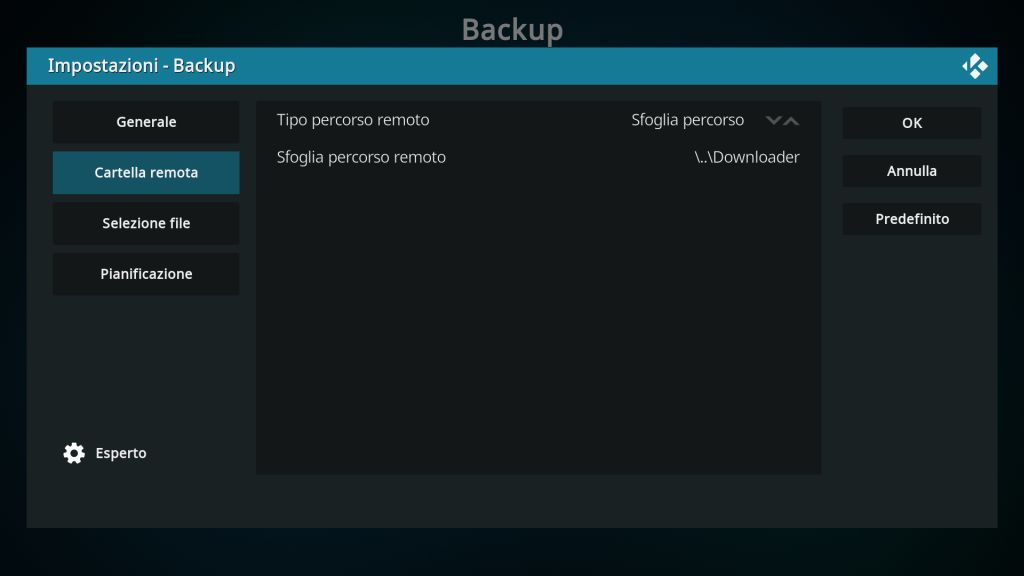 Backup
Impostazioni - Backup
Generale
Cartella remota
Selezione file
Pianificazione
Esperto
Tipo percorso remoto Sfoglia percorso
Sfoglia percorso remoto \..\Downloader
OK
Annulla
Predefinito